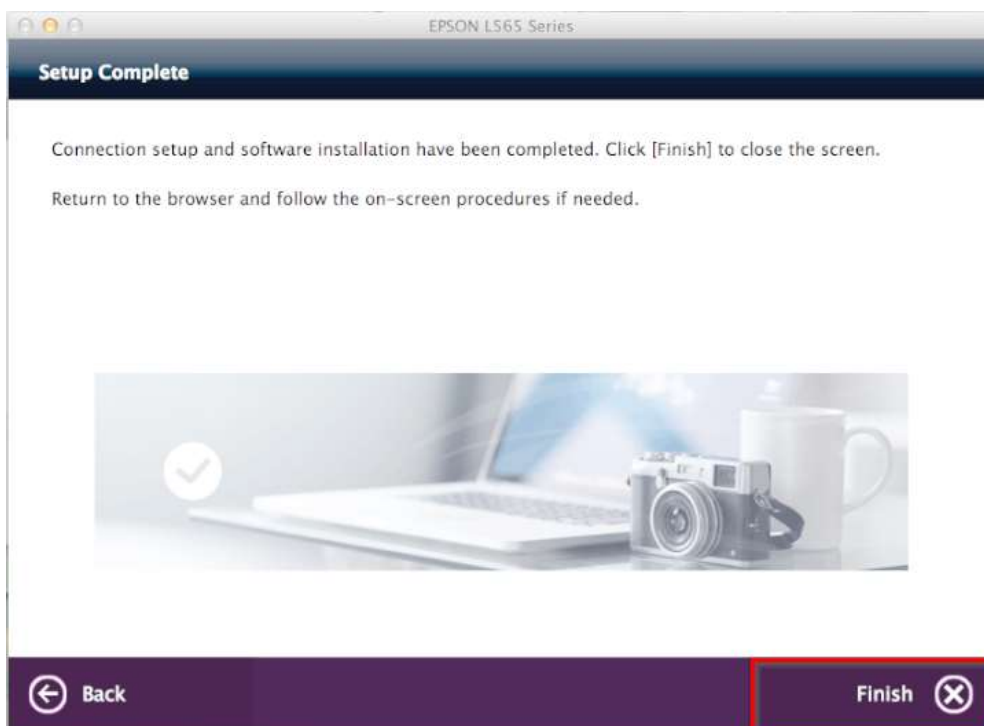 EPSON L565 Series
Setup Complete
Connection setup and software installation have been completed. Click [Finish] to close the screen.
Return to the browser and follow the on-screen procedures if needed.
Back
Finish